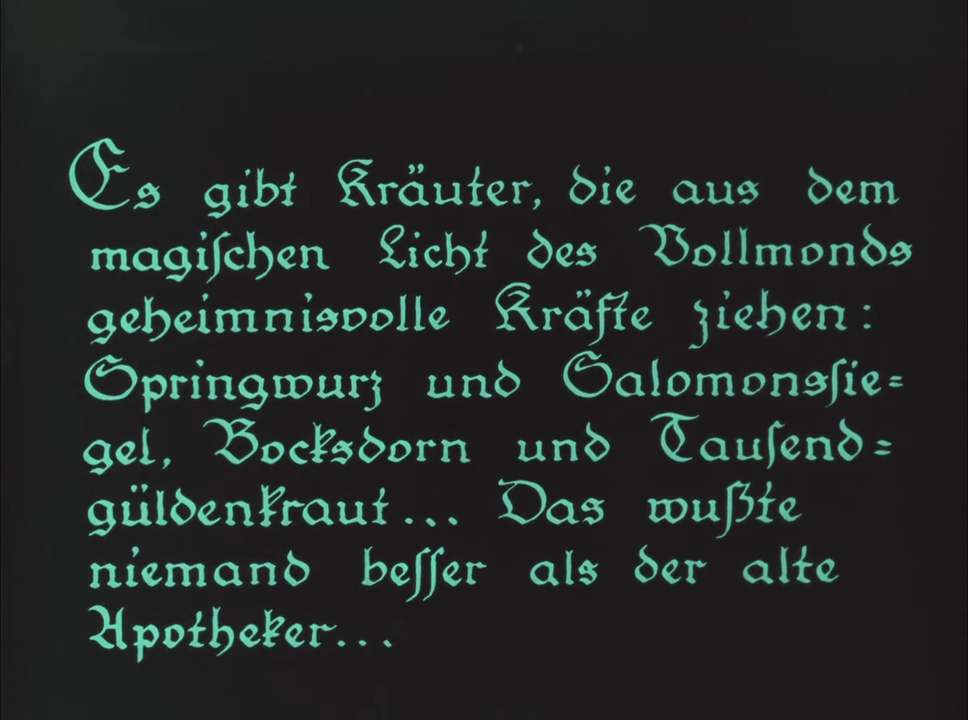 Es gibt Kräuter, die aus dem
magiſchen Licht des Vollmonds
geheimnisvolle Kräfte ziehen:
Springwurz und Salomonsſie=
gel, Bocksdorn und Tauſend=
güldenkraut... Das wußte
niemand beſſer als der alte
Apotheker...